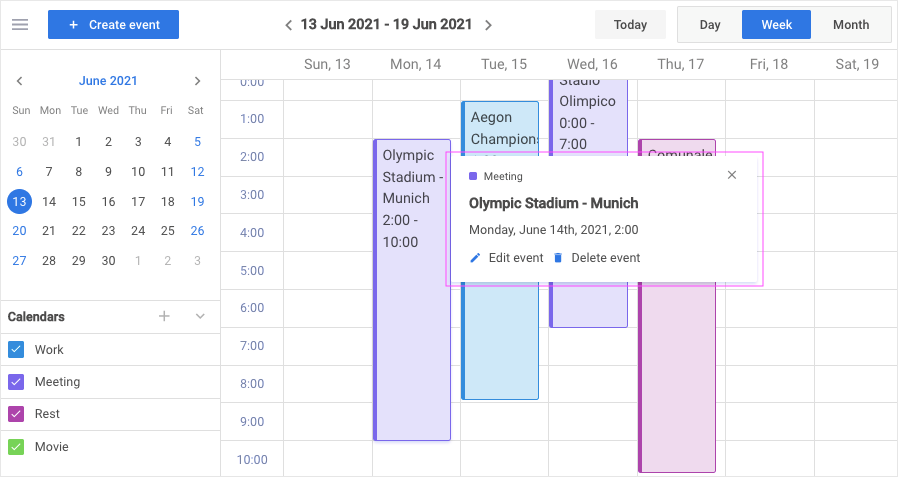 + Create event
13 Jun 2021 - 19 Jun 2021
Today
Day
Week
Month
June 2021
Sun Mon Tue Wed Thu Fri Sat
30 31 1 2 3 4 5
6 7 8 9 10 11 12
13 14 15 16 17 18 19
20 21 22 23 24 25 26
27 28 29 30 1 2 3
Calendars
Work
Meeting
Rest
Movie
Sun, 13 Mon, 14 Tue, 15 Wed, 16 Thu, 17 Fri, 18 Sat, 19
0:00
1:00
2:00
3:00
4:00
5:00
6:00
7:00
8:00
9:00
10:00
Olympic
Stadium -
Munich
2:00 -
10:00
Aegon
Champions
Stadio
Olimpico
0:00 -
7:00
Comunale
Meeting
Olympic Stadium - Munich
Monday, June 14th, 2021, 2:00
Edit event
Delete event